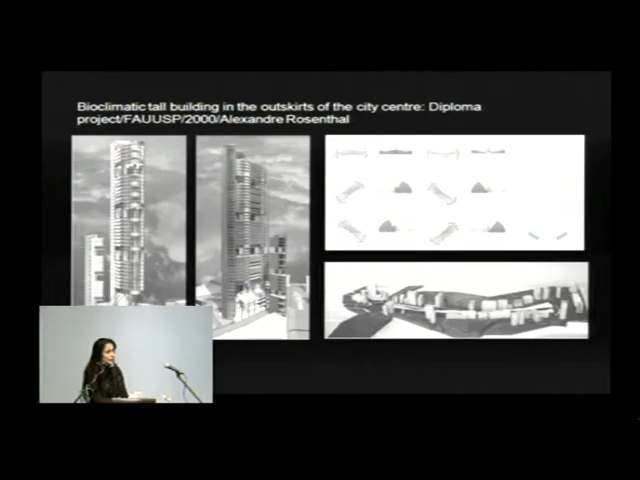 Bioclimatic tall building in the outskirts of the city centre: Diploma
project/FAUUSP/2000/Alexandre Rosenthal